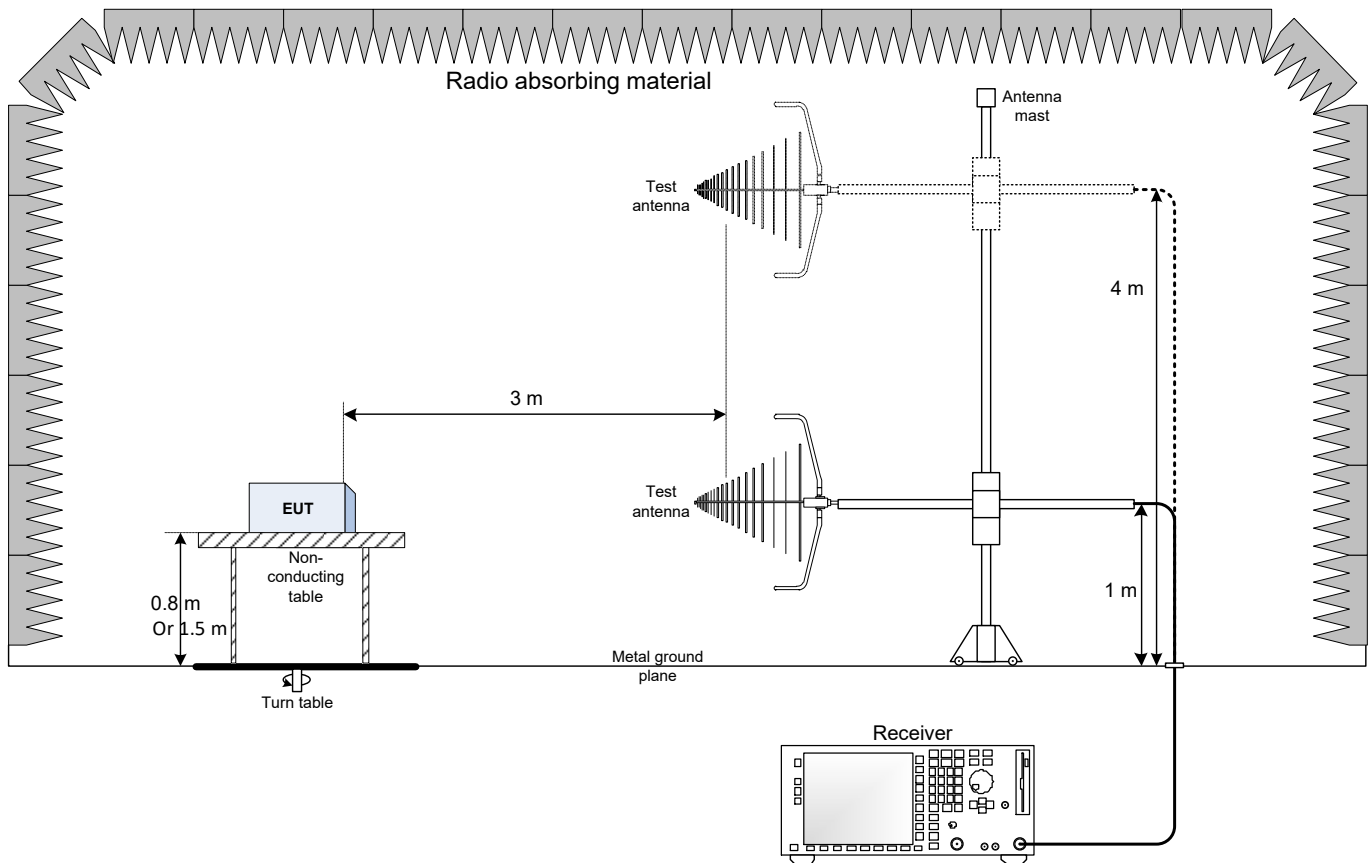 Radio absorbing material
Antenna
mast
Test
antenna
4 m
3 m
EUT
Test
antenna
Non-
conducting
table
0.8 m
Or 1.5 m
1 m
Metal ground
plane
Turn table
Receiver